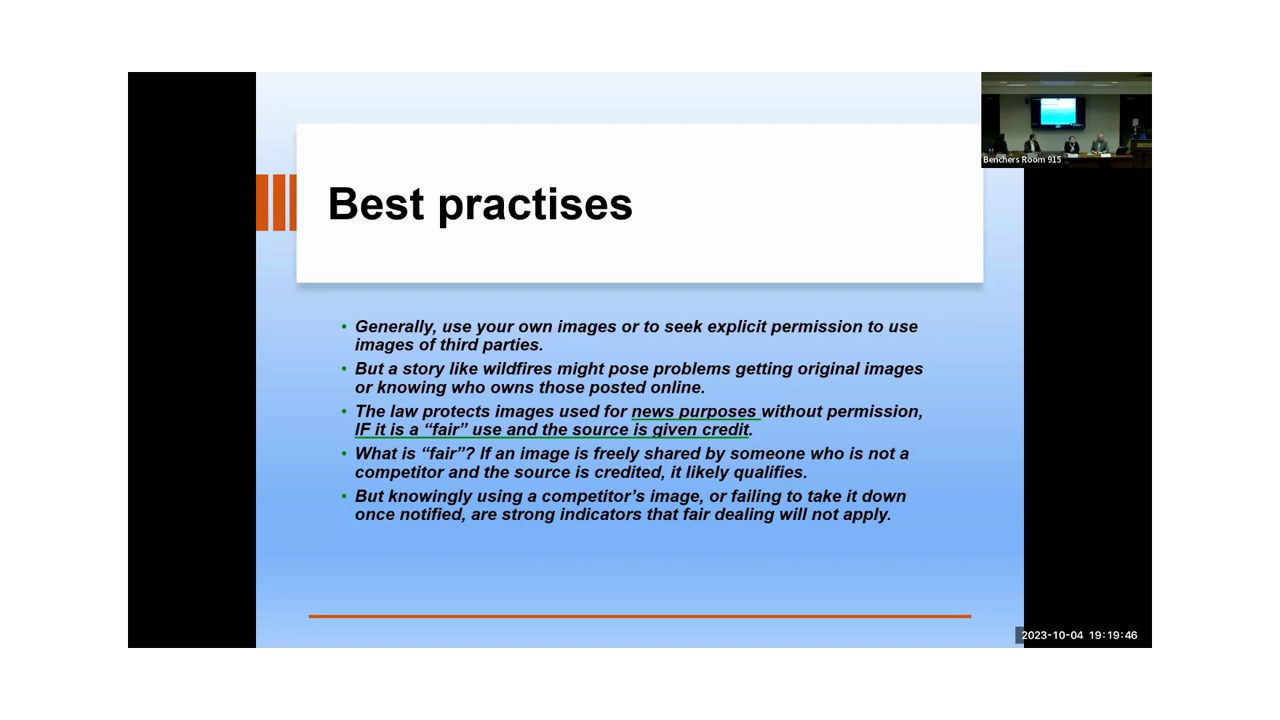 Benchers Room 915
Best practises
• Generally, use your own images or to seek explicit permission to use
images of third parties.
• But a story like wildfires might pose problems getting original images
or knowing who owns those posted online.
• The law protects images used for news purposes without permission,
IF it is a “fair” use and the source is given credit.
• What is “fair”? If an image is freely shared by someone who is not a
competitor and the source is credited, it likely qualifies.
• But knowingly using a competitor’s image, or failing to take it down
once notified, are strong indicators that fair dealing will not apply.
2023-10-04 19:19:46